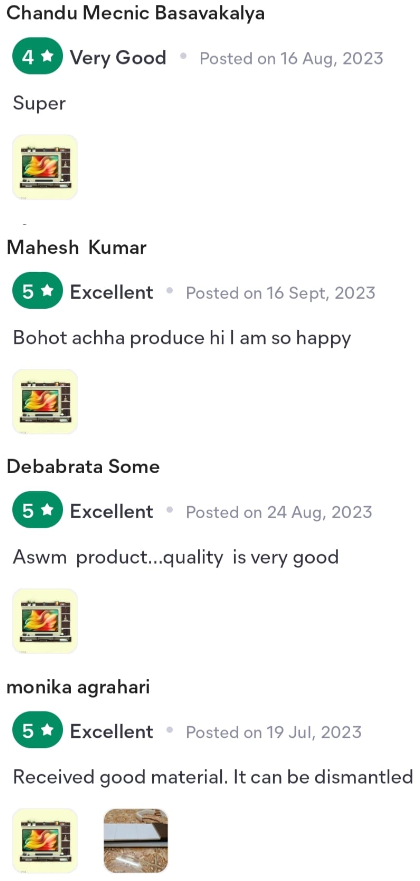 Chandu Mecnic Basavakalya
4 ★ Very Good • Posted on 16 Aug, 2023
Super
Mahesh Kumar
5 ★ Excellent • Posted on 16 Sept, 2023
Bohot achha produce hi I am so happy
Debabrata Some
5 ★ Excellent • Posted on 24 Aug, 2023
Aswm product...quality is very good
monika agrahari
5 ★ Excellent • Posted on 19 Jul, 2023
Received good material. It can be dismantled